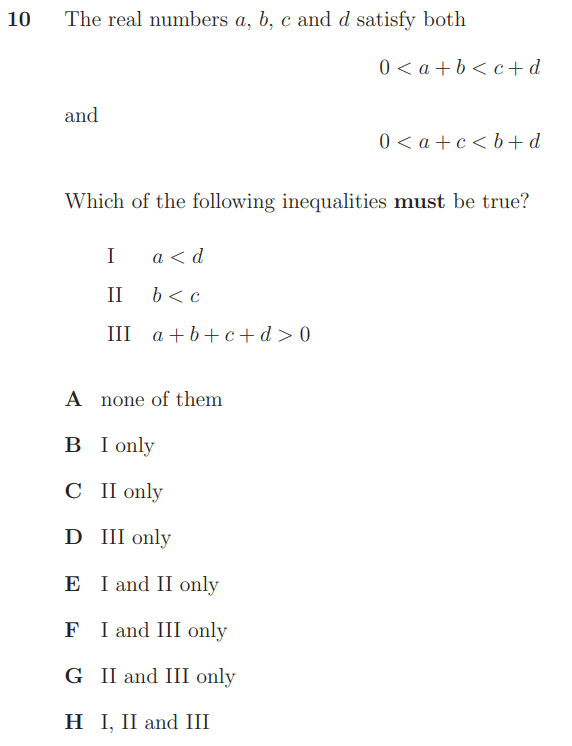 10 The real numbers a, b, c and d satisfy both
0 < a + b < c + d
and
0 < a + c < b + d
Which of the following inequalities must be true?
I a < d
II b < c
III a + b + c + d > 0
A none of them
B I only
C II only
D III only
E I and II only
F I and III only
G II and III only
H I, II and III